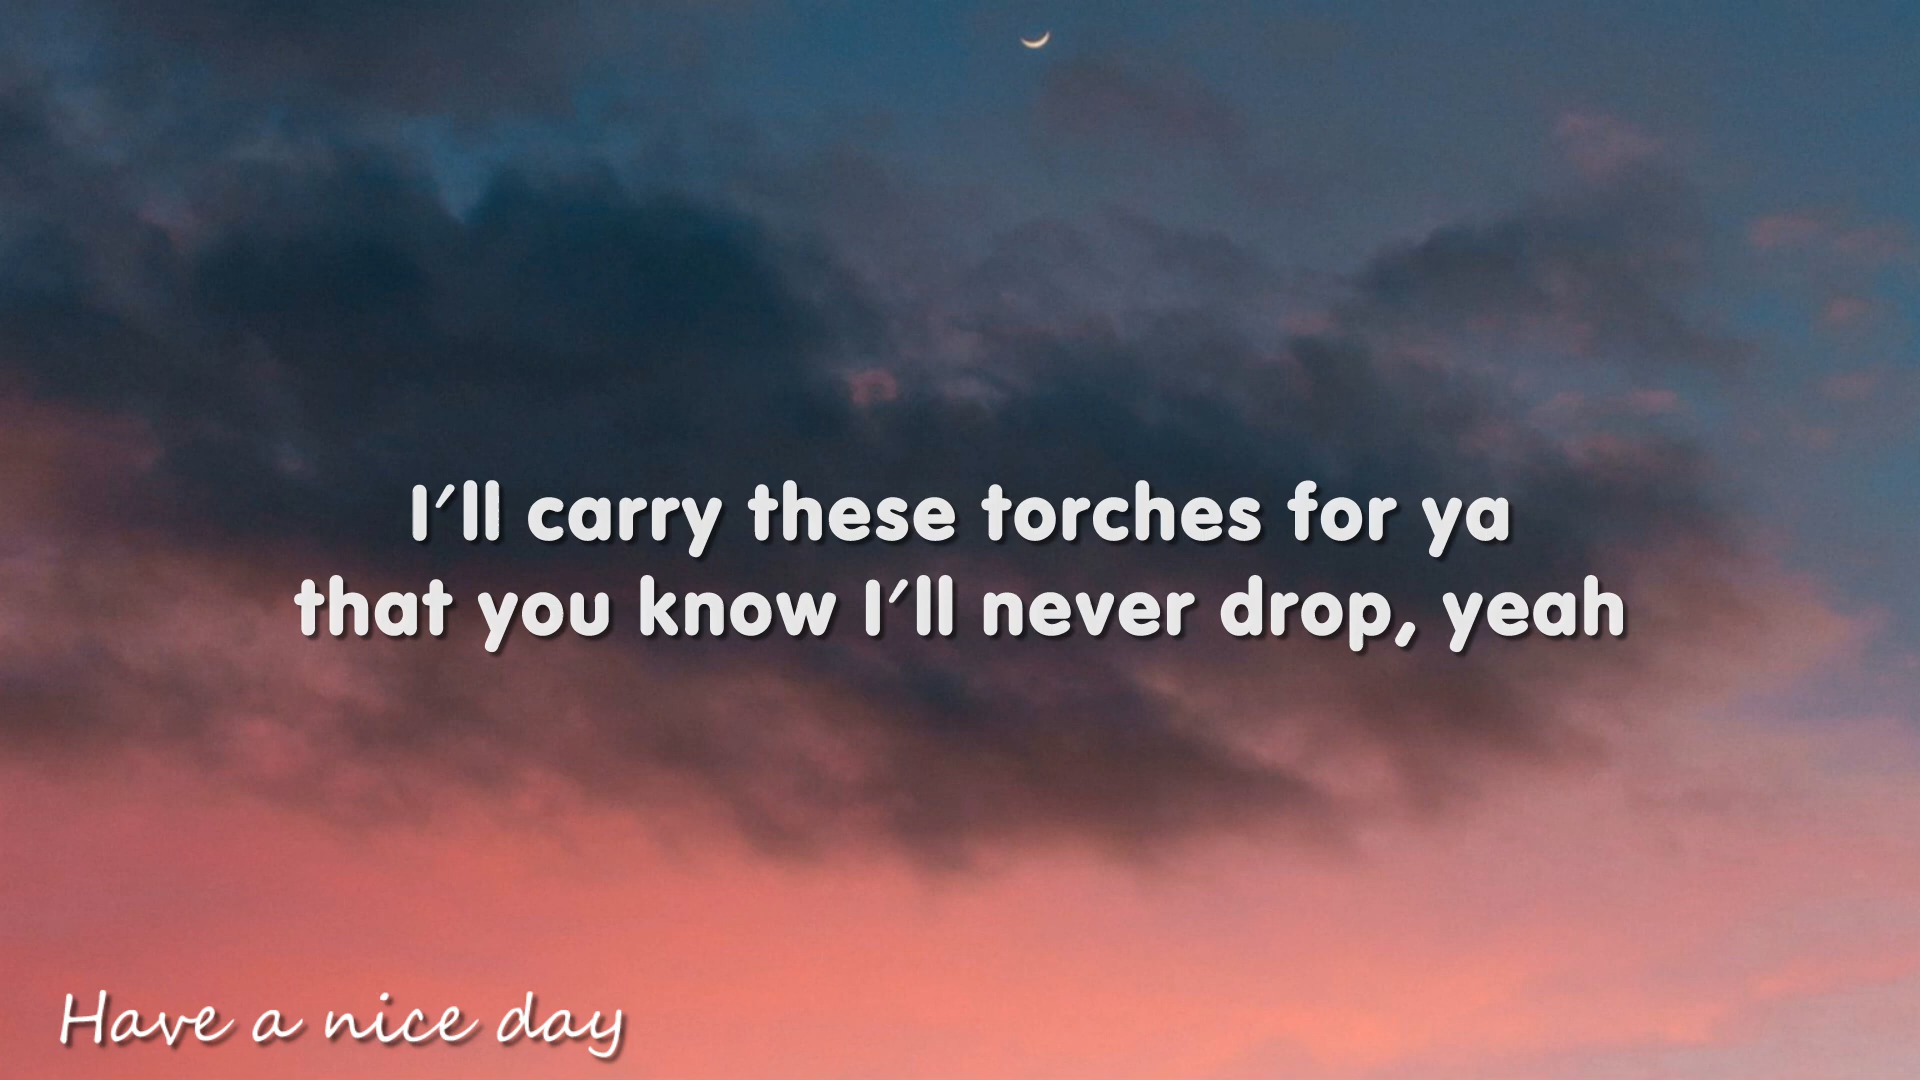 I'll carry these torches for ya
that you know I'll never drop, yeah
Have a nice day